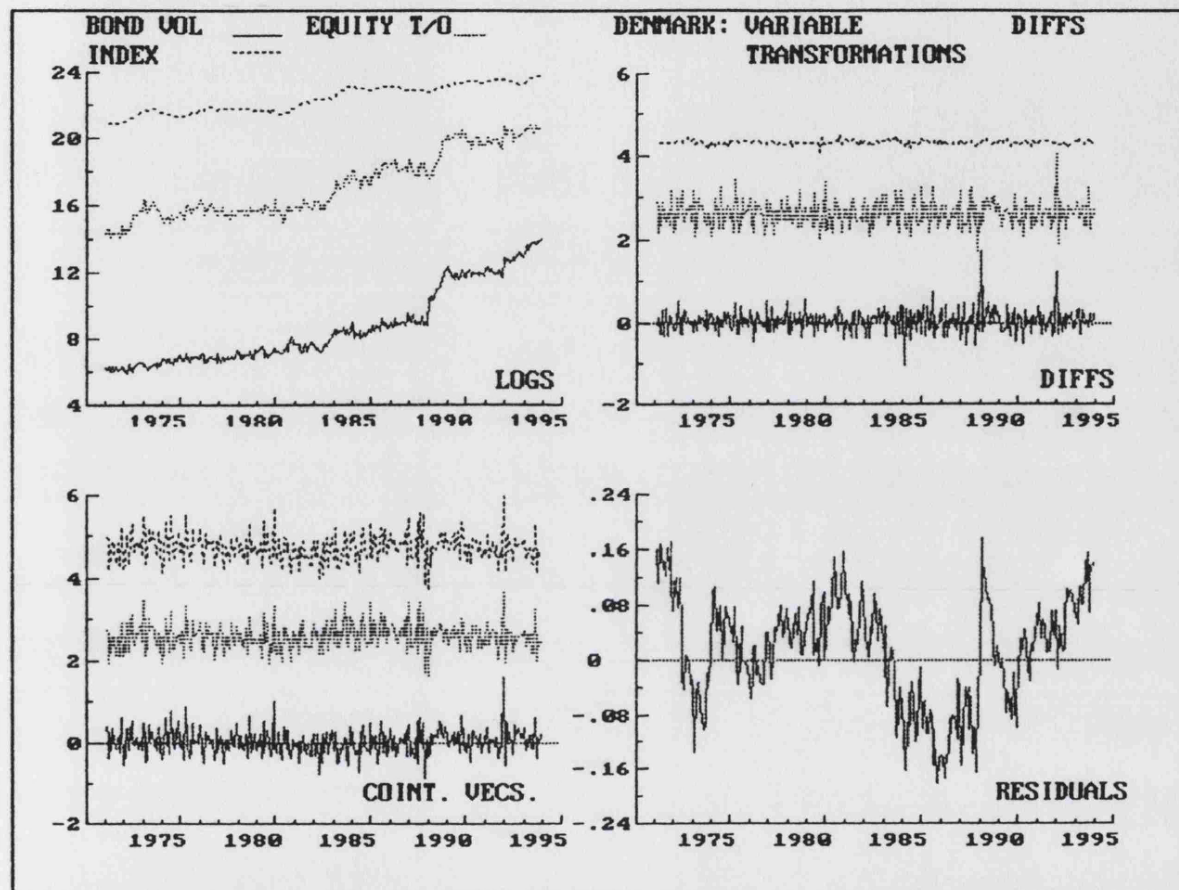 BOND VOL ____ EQUITY T/O....
INDEX -----
24
20
16
12
8
4
1975 1980 1985 1990 1995
LOGS
DENMARK: VARIABLE DIFFS
TRANSFORMATIONS
6
4
2
0
-2
1975 1980 1985 1990 1995
DIFFS
6
4
2
0
-2
1975 1980 1985 1990 1995
COINT. VECS.
.24
.16
.08
0
-.08
-.16
-.24
1975 1980 1985 1990 1995
RESIDUALS